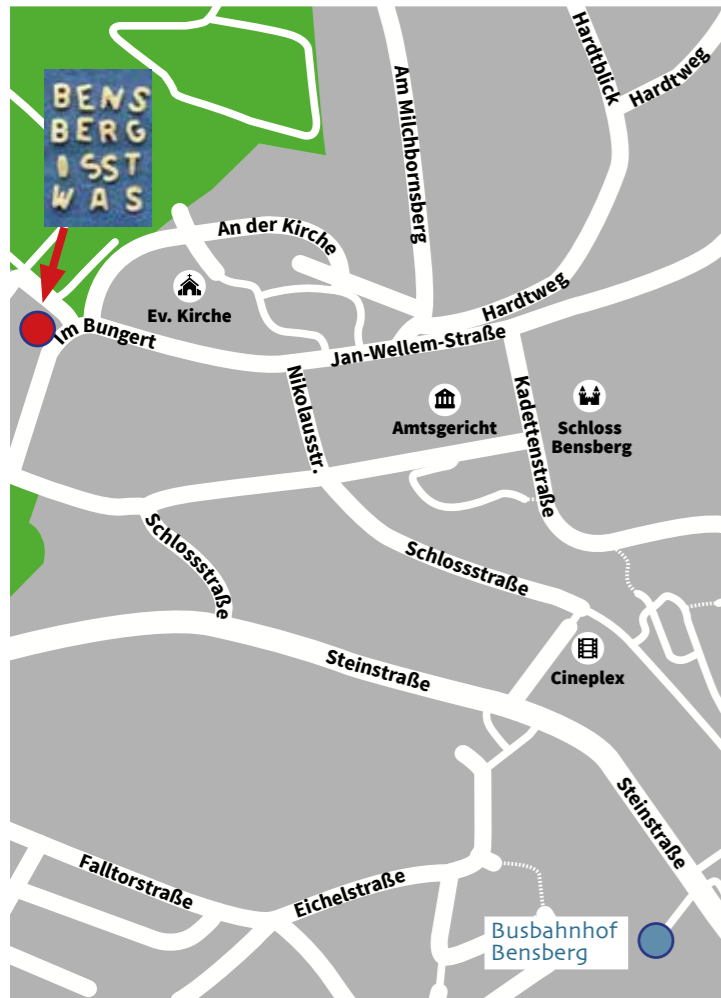 BENS
BERG
ISST
WAS
Hardtblick
Hardtweg
Am Milchbornsberg
An der Kirche
Ev. Kirche
Hardtweg
Im Bungert
Jan-Wellem-Straße
Nikolausstr.
Amtsgericht
Kadettenstraße
Schloss
Bensberg
Schlossstraße
Schlossstraße
Steinstraße
Cineplex
Steinstraße
Falltorstraße
Eichelstraße
Busbahnhof
Bensberg